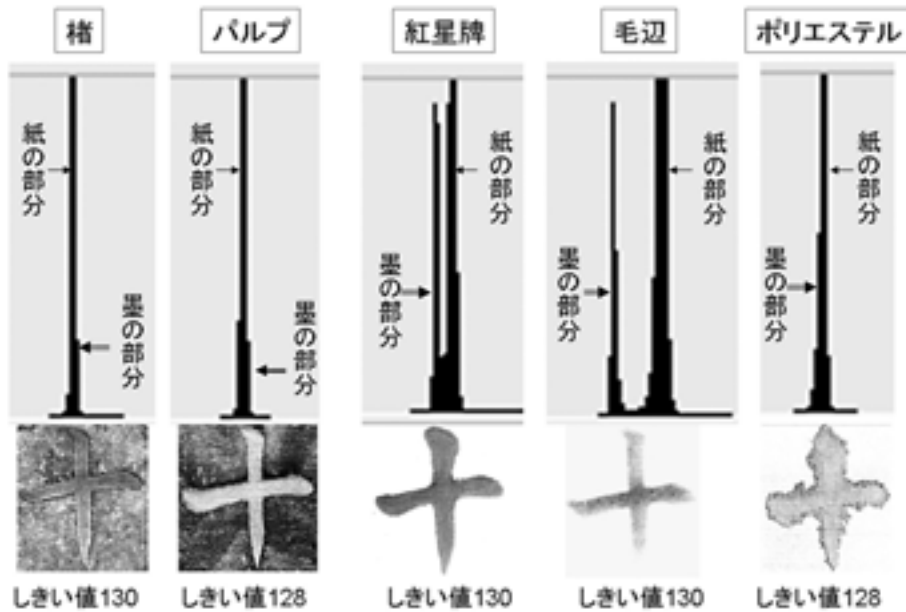 楮
パルプ
紅星牌
毛辺
ポリエステル
紙の部分
墨の部分
紙の部分
墨の部分
紙の部分
墨の部分
紙の部分
墨の部分
紙の部分
墨の部分
しきい値130
しきい値128
しきい値130
しきい値130
しきい値128